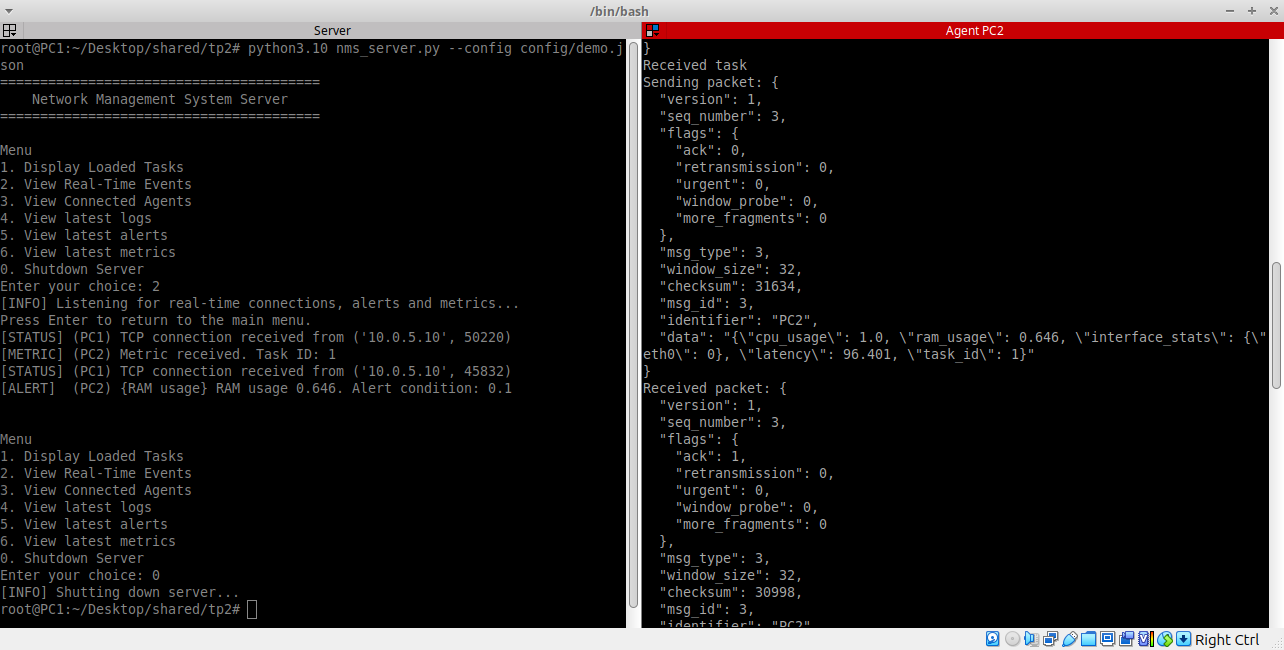 /bin/bash
Server
root@PC1:~/Desktop/shared/tp2# python3.10 nms_server.py --config config/demo.j
son
========================================
    Network Management System Server
========================================
Menu
1. Display Loaded Tasks
2. View Real-Time Events
3. View Connected Agents
4. View latest logs
5. View latest alerts
6. View latest metrics
0. Shutdown Server
Enter your choice: 2
[INFO] Listening for real-time connections, alerts and metrics...
Press Enter to return to the main menu.
[STATUS] (PC1) TCP connection received from ('10.0.5.10', 50220)
[METRIC] (PC2) Metric received. Task ID: 1
[STATUS] (PC1) TCP connection received from ('10.0.5.10', 45832)
[ALERT]  (PC2) {RAM usage} RAM usage 0.646. Alert condition: 0.1
Menu
1. Display Loaded Tasks
2. View Real-Time Events
3. View Connected Agents
4. View latest logs
5. View latest alerts
6. View latest metrics
0. Shutdown Server
Enter your choice: 0
[INFO] Shutting down server...
root@PC1:~/Desktop/shared/tp2#
Agent PC2
}
Received task
Sending packet: {
  "version": 1,
  "seq_number": 3,
  "flags": {
    "ack": 0,
    "retransmission": 0,
    "urgent": 0,
    "window_probe": 0,
    "more_fragments": 0
  },
  "msg_type": 3,
  "window_size": 32,
  "checksum": 31634,
  "msg_id": 3,
  "identifier": "PC2",
  "data": "{\"cpu_usage\": 1.0, \"ram_usage\": 0.646, \"interface_stats\": {\"
eth0\": 0}, \"latency\": 96.401, \"task_id\": 1}"
}
Received packet: {
  "version": 1,
  "seq_number": 3,
  "flags": {
    "ack": 1,
    "retransmission": 0,
    "urgent": 0,
    "window_probe": 0,
    "more_fragments": 0
  },
  "msg_type": 3,
  "window_size": 32,
  "checksum": 30998,
  "msg_id": 3,
  "identifier": "PC2"
Right Ctrl